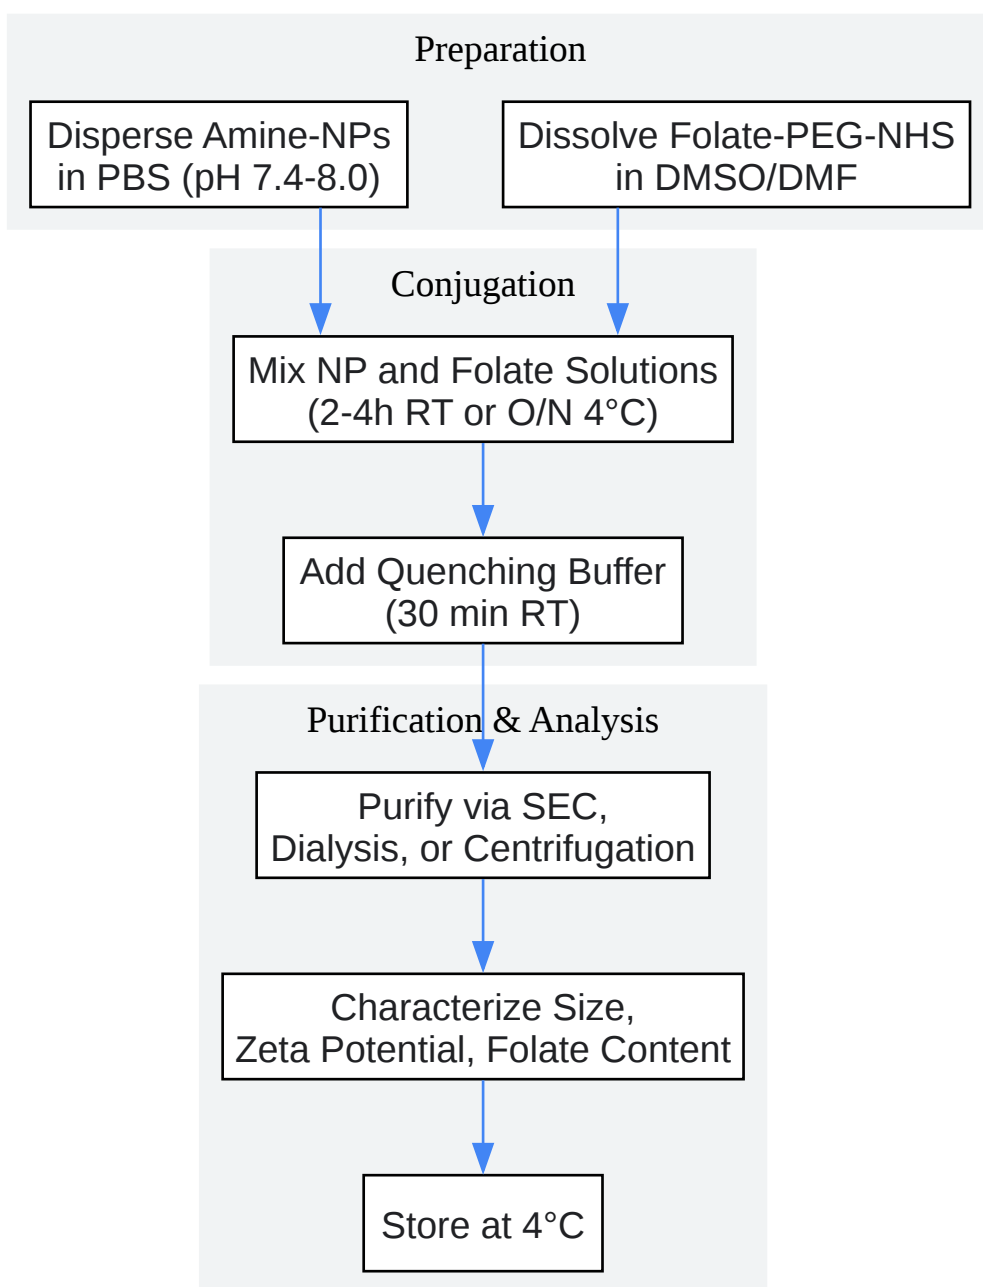 Preparation
Disperse Amine-NPs
in PBS (pH 7.4-8.0)
Dissolve Folate-PEG-NHS
in DMSO/DMF
Conjugation
Mix NP and Folate Solutions
(2-4h RT or O/N 4°C)
Add Quenching Buffer
(30 min RT)
Purification & Analysis
Purify via SEC,
Dialysis, or Centrifugation
Characterize Size,
Zeta Potential, Folate Content
Store at 4°C